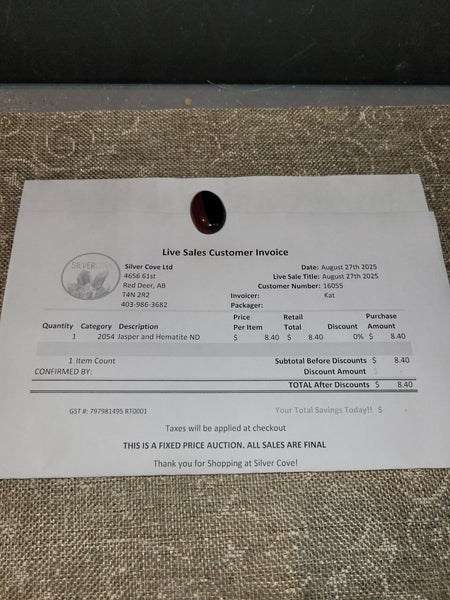 Live Sales Customer Invoice
SILVERCOVE
Silver Cove Ltd
4656 61st
Red Deer, AB
T4N 2R2
403-986-3682
Date: August 27th 2025
Live Sale Title: August 27th 2025
Customer Number: 16055
Invoicer: Kat
Packager:
Quantity Category Description Price Per Item Retail Total Discount Purchase Amount
1 2054 Jasper and Hematite ND $ 8.40 $ 8.40 0% $ 8.40
1 Item Count Subtotal Before Discounts $ 8.40
CONFIRMED BY: Discount Amount $
TOTAL After Discounts $ 8.40
GST #: 797981495 RT0001 Your Total Savings Today!! $ -
Taxes will be applied at checkout
THIS IS A FIXED PRICE AUCTION. ALL SALES ARE FINAL
Thank you for Shopping at Silver Cove!